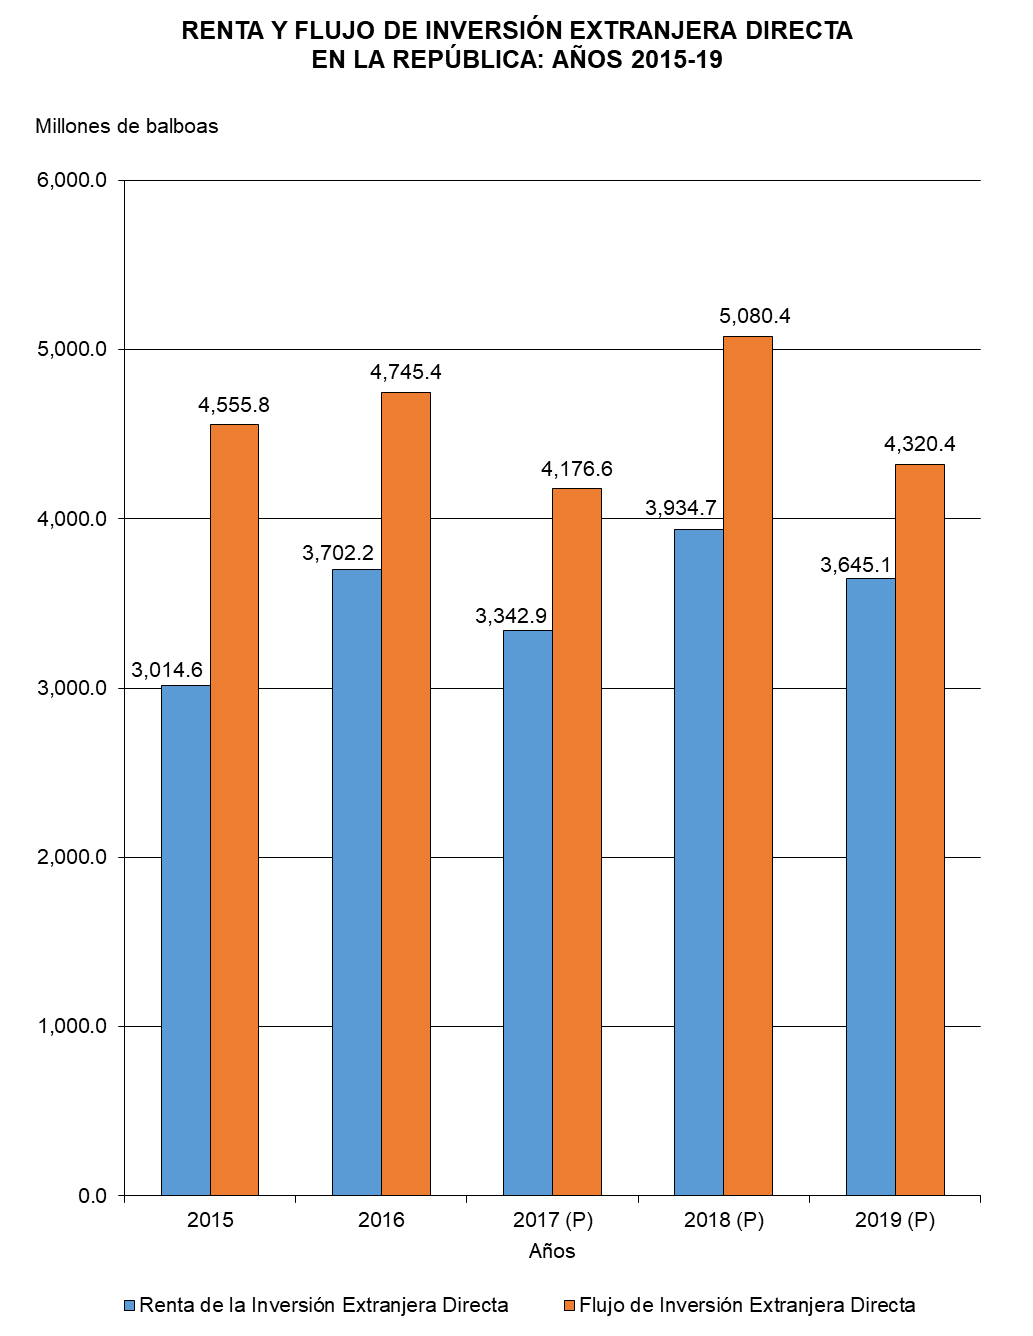 RENTA Y FLUJO DE INVERSIÓN EXTRANJERA DIRECTA
EN LA REPÚBLICA: AÑOS 2015-19
Millones de balboas
6,000.0
5,000.0
4,000.0
3,000.0
2,000.0
1,000.0
0.0
3,014.6
4,555.8
3,702.2
4,745.4
3,342.9
4,176.6
3,934.7
5,080.4
3,645.1
4,320.4
2015
2016
2017 (P)
2018 (P)
2019 (P)
Años
Renta de la Inversión Extranjera Directa
Flujo de Inversión Extranjera Directa